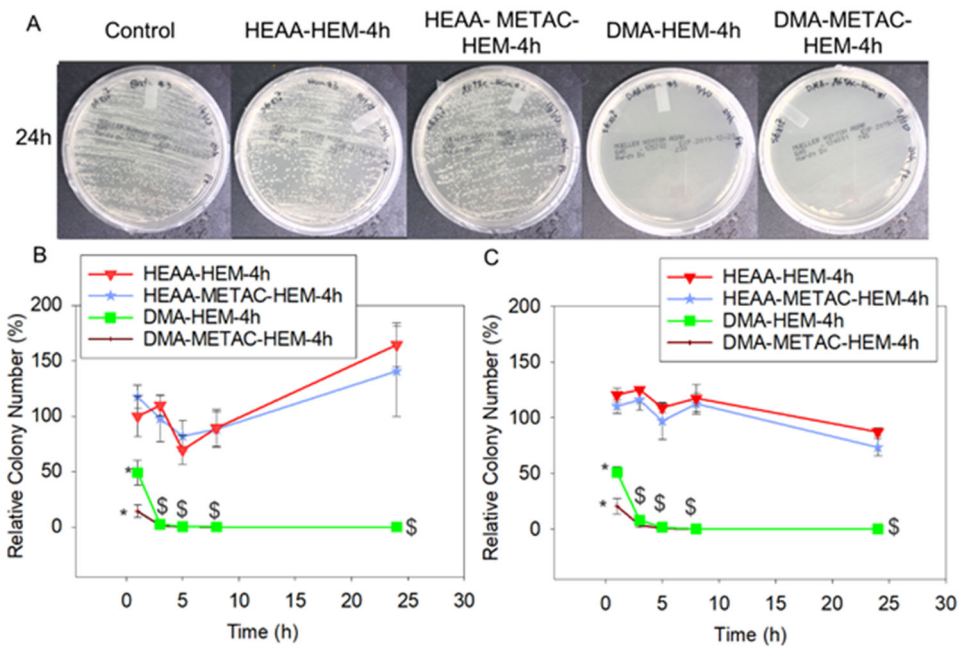 A
Control
HEAA-HEM-4h
HEAA- METAC-
HEM-4h
DMA-HEM-4h
DMA-METAC-
HEM-4h
24h
MUELLER HINTON AGAR
B
HEAA-HEM-4h
HEAA-METAC-HEM-4h
DMA-HEM-4h
DMA-METAC-HEM-4h
Relative Colony Number (%)
200
150
100
50
0
* * $ $ $ $
0 5 10 15 20 25 30
Time (h)
C
HEAA-HEM-4h
HEAA-METAC-HEM-4h
DMA-HEM-4h
DMA-METAC-HEM-4h
Relative Colony Number (%)
200
150
100
50
0
* * $ $ $ $
0 5 10 15 20 25 30
Time (h)